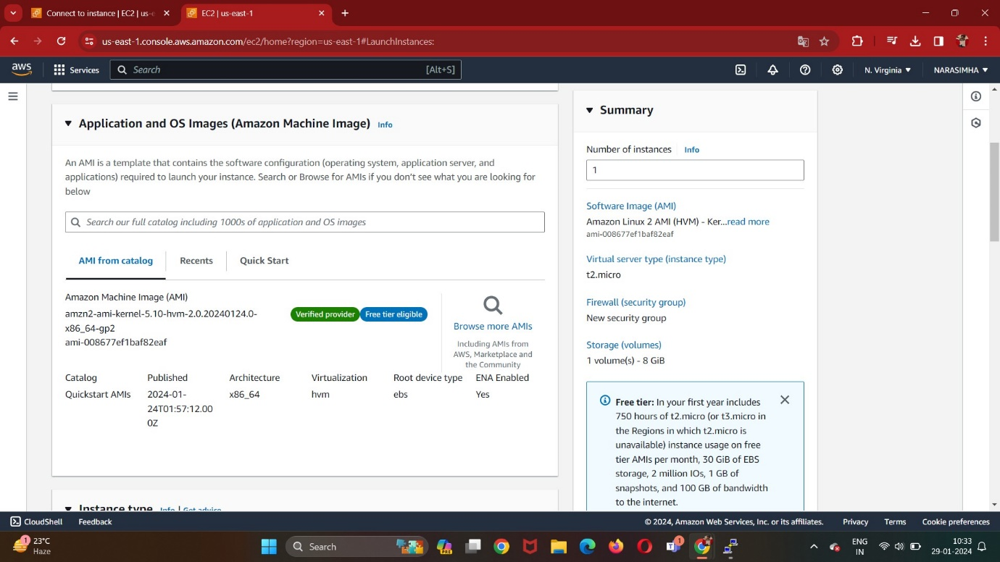 Connect to instance | EC2 | us-e
EC2 | us-east-1
us-east-1.console.aws.amazon.com/ec2/home?region=us-east-1#LaunchInstances:
aws
Services
Search
[Alt+S]
N. Virginia
NARASIMHA
Application and OS Images (Amazon Machine Image) Info
An AMI is a template that contains the software configuration (operating system, application server, and
applications) required to launch your instance. Search or Browse for AMIs if you don't see what you are looking for
below
Search our full catalog including 1000s of application and OS images
AMI from catalog
Recents
Quick Start
Amazon Machine Image (AMI)
amzn2-ami-kernel-5.10-hvm-2.0.20240124.0-
x86_64-gp2
ami-008677ef1baf82eaf
Verified provider
Free tier eligible
Browse more AMIs
Including AMIs from
AWS, Marketplace and
the Community
Catalog
Published
Architecture
Virtualization
Root device type
ENA Enabled
Quickstart AMIs
2024-01-
24T01:57:12.00
0Z
x86_64
hvm
ebs
Yes
Instance type Info | Get advice
Summary
Number of instances Info
1
Software Image (AMI)
Amazon Linux 2 AMI (HVM) - Ker...read more
ami-008677ef1baf82eaf
Virtual server type (instance type)
t2.micro
Firewall (security group)
New security group
Storage (volumes)
1 volume(s) - 8 GiB
Free tier: In your first year includes
750 hours of t2.micro (or t3.micro in
the Regions in which t2.micro is
unavailable) instance usage on free
tier AMIs per month, 30 GiB of EBS
storage, 2 million IOs, 1 GB of
snapshots, and 100 GB of bandwidth
to the internet.
CloudShell
Feedback
© 2024, Amazon Web Services, Inc. or its affiliates.
Privacy
Terms
Cookie preferences
1
23°C
Haze
Search
PRE
1
ENG
IN
10:33
29-01-2024